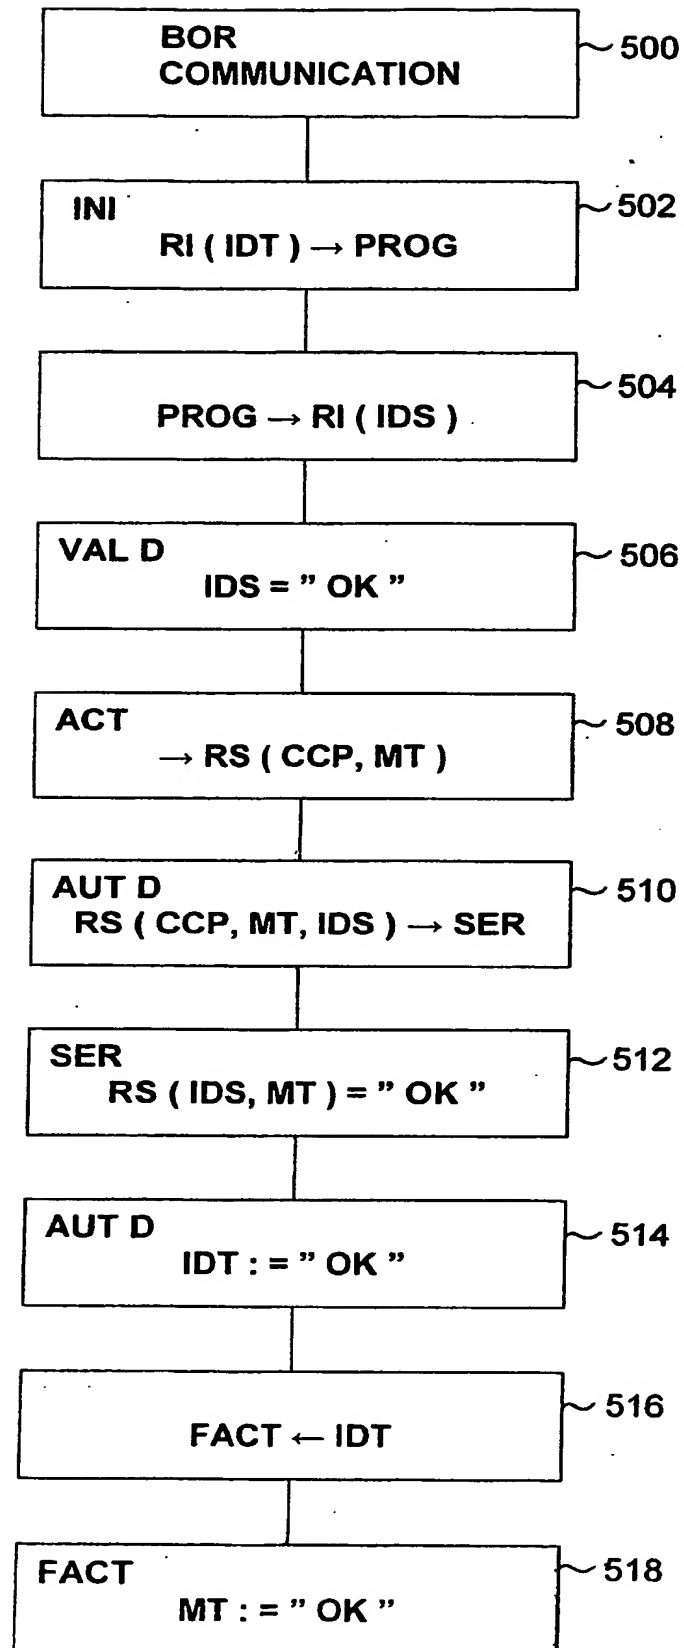 BOR
COMMUNICATION
500
INI
RI ( IDT ) → PROG
502
PROG → RI ( IDS )
504
VAL D
IDS = " OK "
506
ACT
→ RS ( CCP, MT )
508
AUT D
RS ( CCP, MT, IDS ) → SER
510
SER
RS ( IDS, MT ) = " OK "
512
AUT D
IDT : = " OK "
514
FACT ← IDT
516
FACT
MT : = " OK "
518